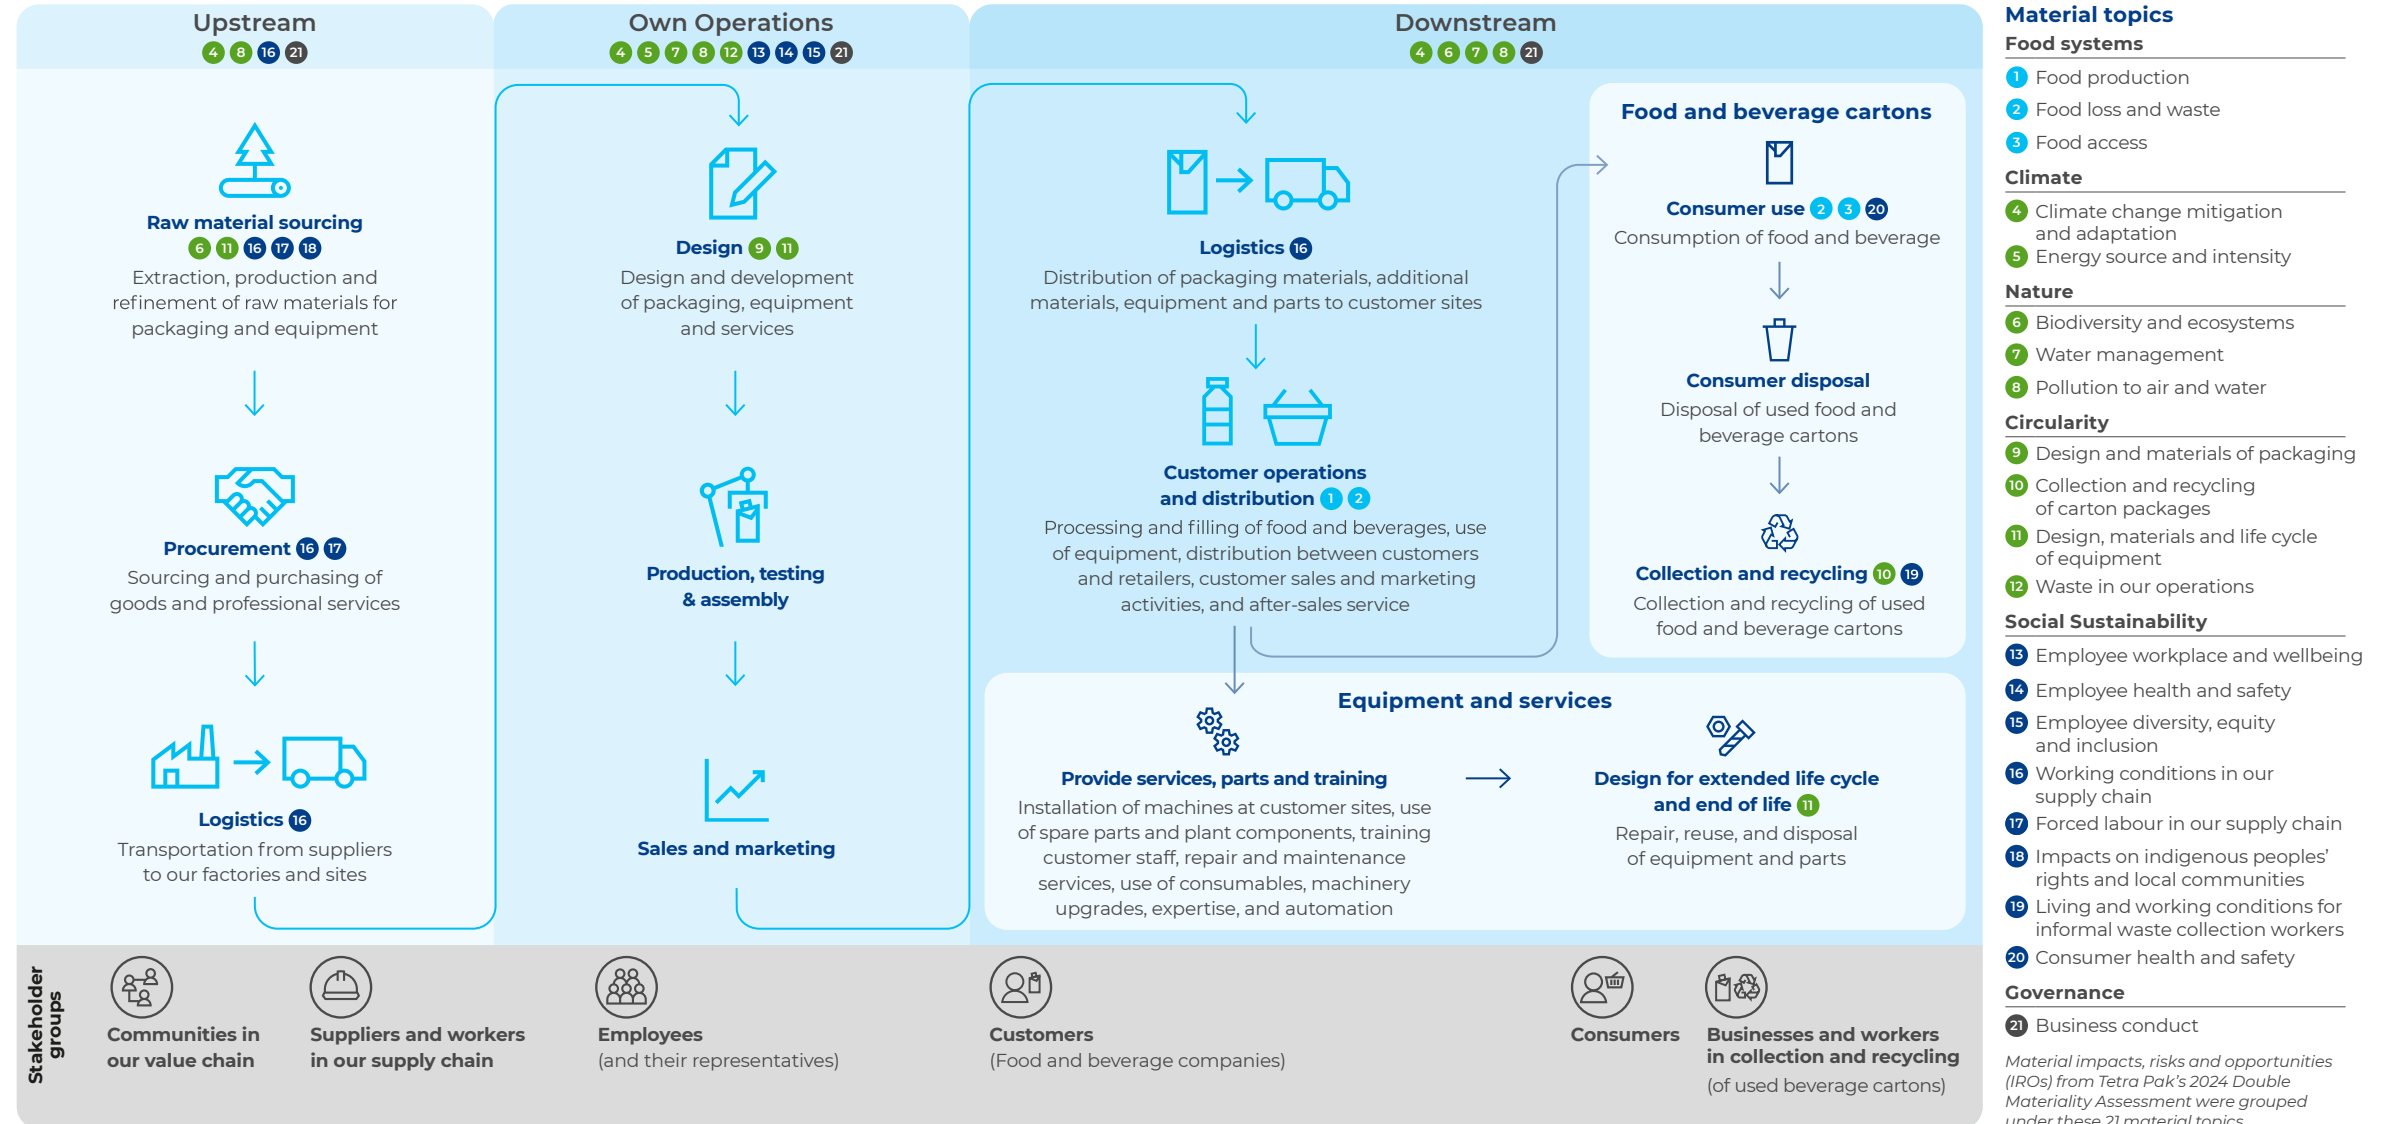 Upstream
4 8 16 21
Raw material sourcing
6 11 16 17 18
Extraction, production and
refinement of raw materials for
packaging and equipment
Procurement 16 17
Sourcing and purchasing of
goods and professional services
Logistics 16
Transportation from suppliers
to our factories and sites
Own Operations
4 5 7 8 12 13 14 15 21
Design 9 11
Design and development
of packaging, equipment
and services
Production, testing
& assembly
Sales and marketing
Downstream
4 6 7 8 21
Logistics 16
Distribution of packaging materials, additional
materials, equipment and parts to customer sites
Customer operations
and distribution 1 2
Processing and filling of food and beverages, use
of equipment, distribution between customers
and retailers, customer sales and marketing
activities, and after-sales service
Food and beverage cartons
Consumer use 2 3 20
Consumption of food and beverage
Consumer disposal
Disposal of used food and
beverage cartons
Collection and recycling 10 19
Collection and recycling of used
food and beverage cartons
Equipment and services
Provide services, parts and training
Installation of machines at customer sites, use
of spare parts and plant components, training
customer staff, repair and maintenance
services, use of consumables, machinery
upgrades, expertise, and automation
Design for extended life cycle
and end of life 11
Repair, reuse, and disposal
of equipment and parts
Stakeholder
groups
Communities in
our value chain
Suppliers and workers
in our supply chain
Employees
(and their representatives)
Customers
(Food and beverage companies)
Consumers
Businesses and workers
in collection and recycling
(of used beverage cartons)
Material topics
Food systems
1 Food production
2 Food loss and waste
3 Food access
Climate
4 Climate change mitigation
and adaptation
5 Energy source and intensity
Nature
6 Biodiversity and ecosystems
7 Water management
8 Pollution to air and water
Circularity
9 Design and materials of packaging
10 Collection and recycling
of carton packages
11 Design, materials and life cycle
of equipment
12 Waste in our operations
Social Sustainability
13 Employee workplace and wellbeing
14 Employee health and safety
15 Employee diversity, equity
and inclusion
16 Working conditions in our
supply chain
17 Forced labour in our supply chain
18 Impacts on indigenous peoples’
rights and local communities
19 Living and working conditions for
informal waste collection workers
20 Consumer health and safety
Governance
21 Business conduct
Material impacts, risks and opportunities
(IROs) from Tetra Pak’s 2024 Double
Materiality Assessment were grouped
under these 21 material topics